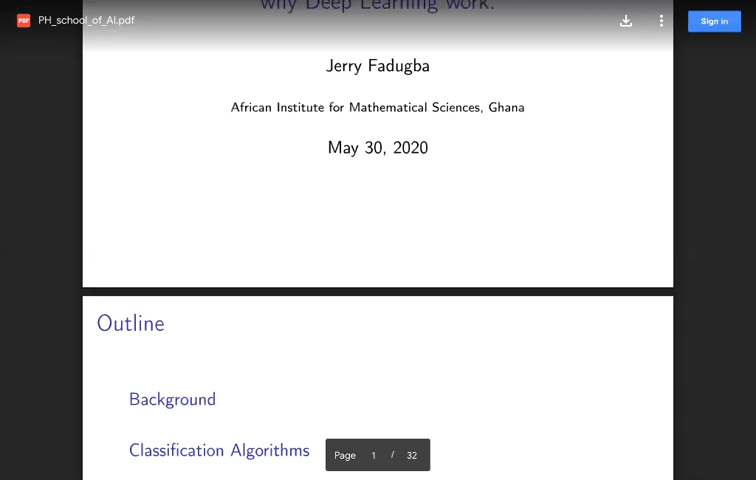 why Deep Learning work.
PDF PH_school_of_AI.pdf
Sign in
Jerry Fadugba
African Institute for Mathematical Sciences, Ghana
May 30, 2020
Outline
Background
Classification Algorithms
Page 1 / 32